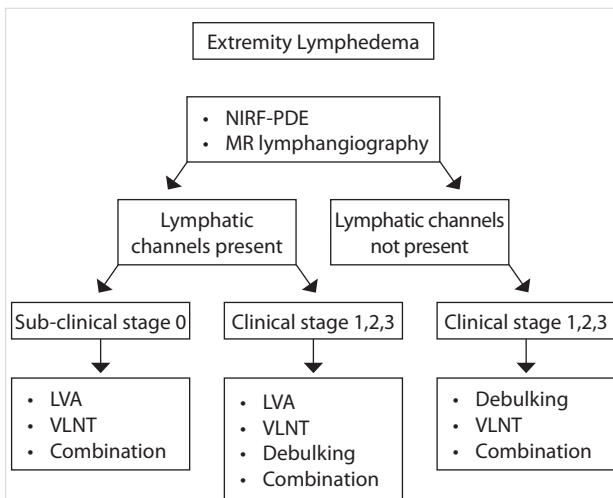 Extremity Lymphedema
• NIRF-PDE
• MR lymphangiography
Lymphatic
channels present
Lymphatic channels
not present
Sub-clinical stage 0
Clinical stage 1,2,3
Clinical stage 1,2,3
• LVA
• VLNT
• Combination
• LVA
• VLNT
• Debulking
• Combination
• Debulking
• VLNT
• Combination